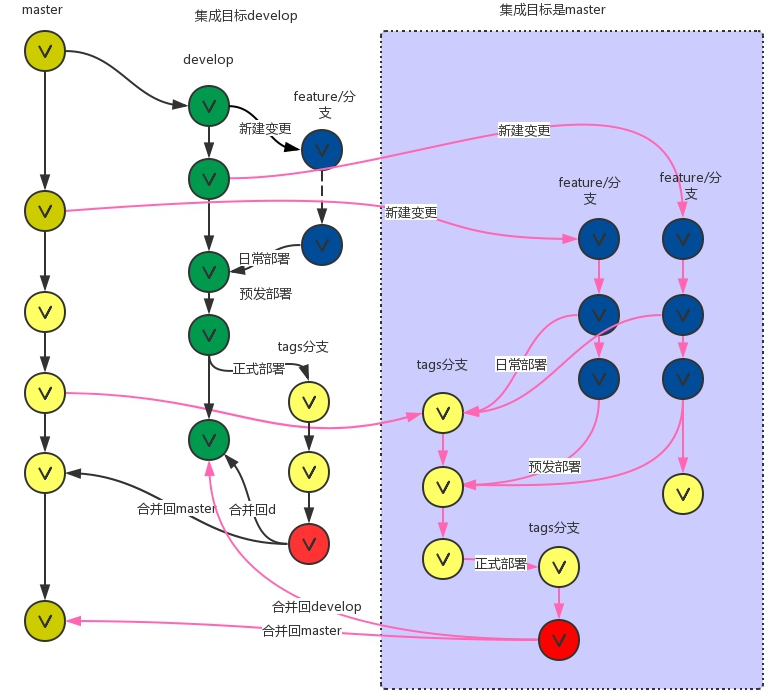 master
集成目标develop
集成目标是master
develop
feature/分
支
新建变更
新建变更
feature/分
支
feature/分
支
新建变更
日常部署
预发部署
tags分支
正式部署
tags分支
日常部署
预发部署
合并回master
合并回d
tags分支
正式部署
合并回develop
合并回master